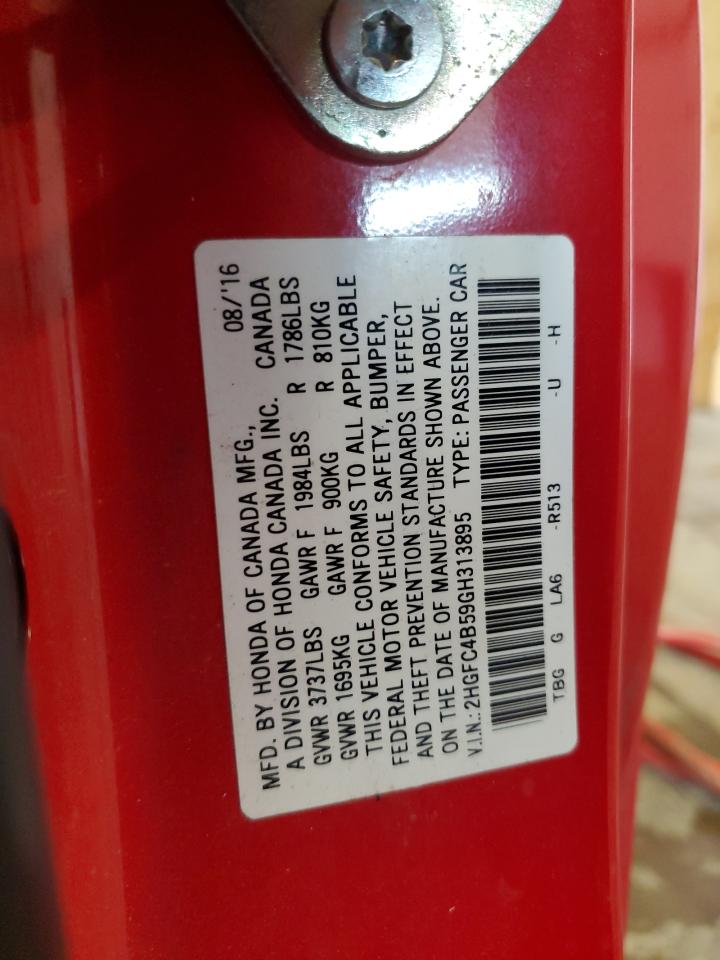 MFD. BY HONDA OF CANADA MFG., 08/'16
A DIVISION OF HONDA CANADA INC. CANADA
GVWR 3737LBS GAWR F 1984LBS R 1786LBS
GVWR 1695KG GAWR F 900KG R 810KG
THIS VEHICLE CONFORMS TO ALL APPLICABLE
FEDERAL MOTOR VEHICLE SAFETY, BUMPER,
AND THEFT PREVENTION STANDARDS IN EFFECT
ON THE DATE OF MANUFACTURE SHOWN ABOVE.
V.I.N.: 2HGFC4B59GH313895 TYPE: PASSENGER CAR
TBG G LA6 -R513 -U -H